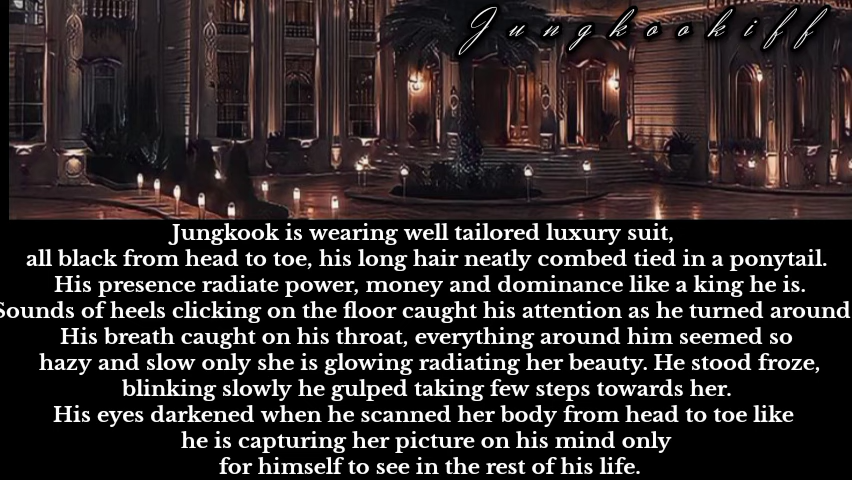 Jungkookiff
Jungkook is wearing well tailored luxury suit,
all black from head to toe, his long hair neatly combed tied in a ponytail.
His presence radiate power, money and dominance like a king he is.
Sounds of heels clicking on the floor caught his attention as he turned around
His breath caught on his throat, everything around him seemed so
hazy and slow only she is glowing radiating her beauty. He stood froze,
blinking slowly he gulped taking few steps towards her.
His eyes darkened when he scanned her body from head to toe like
he is capturing her picture on his mind only
for himself to see in the rest of his life.